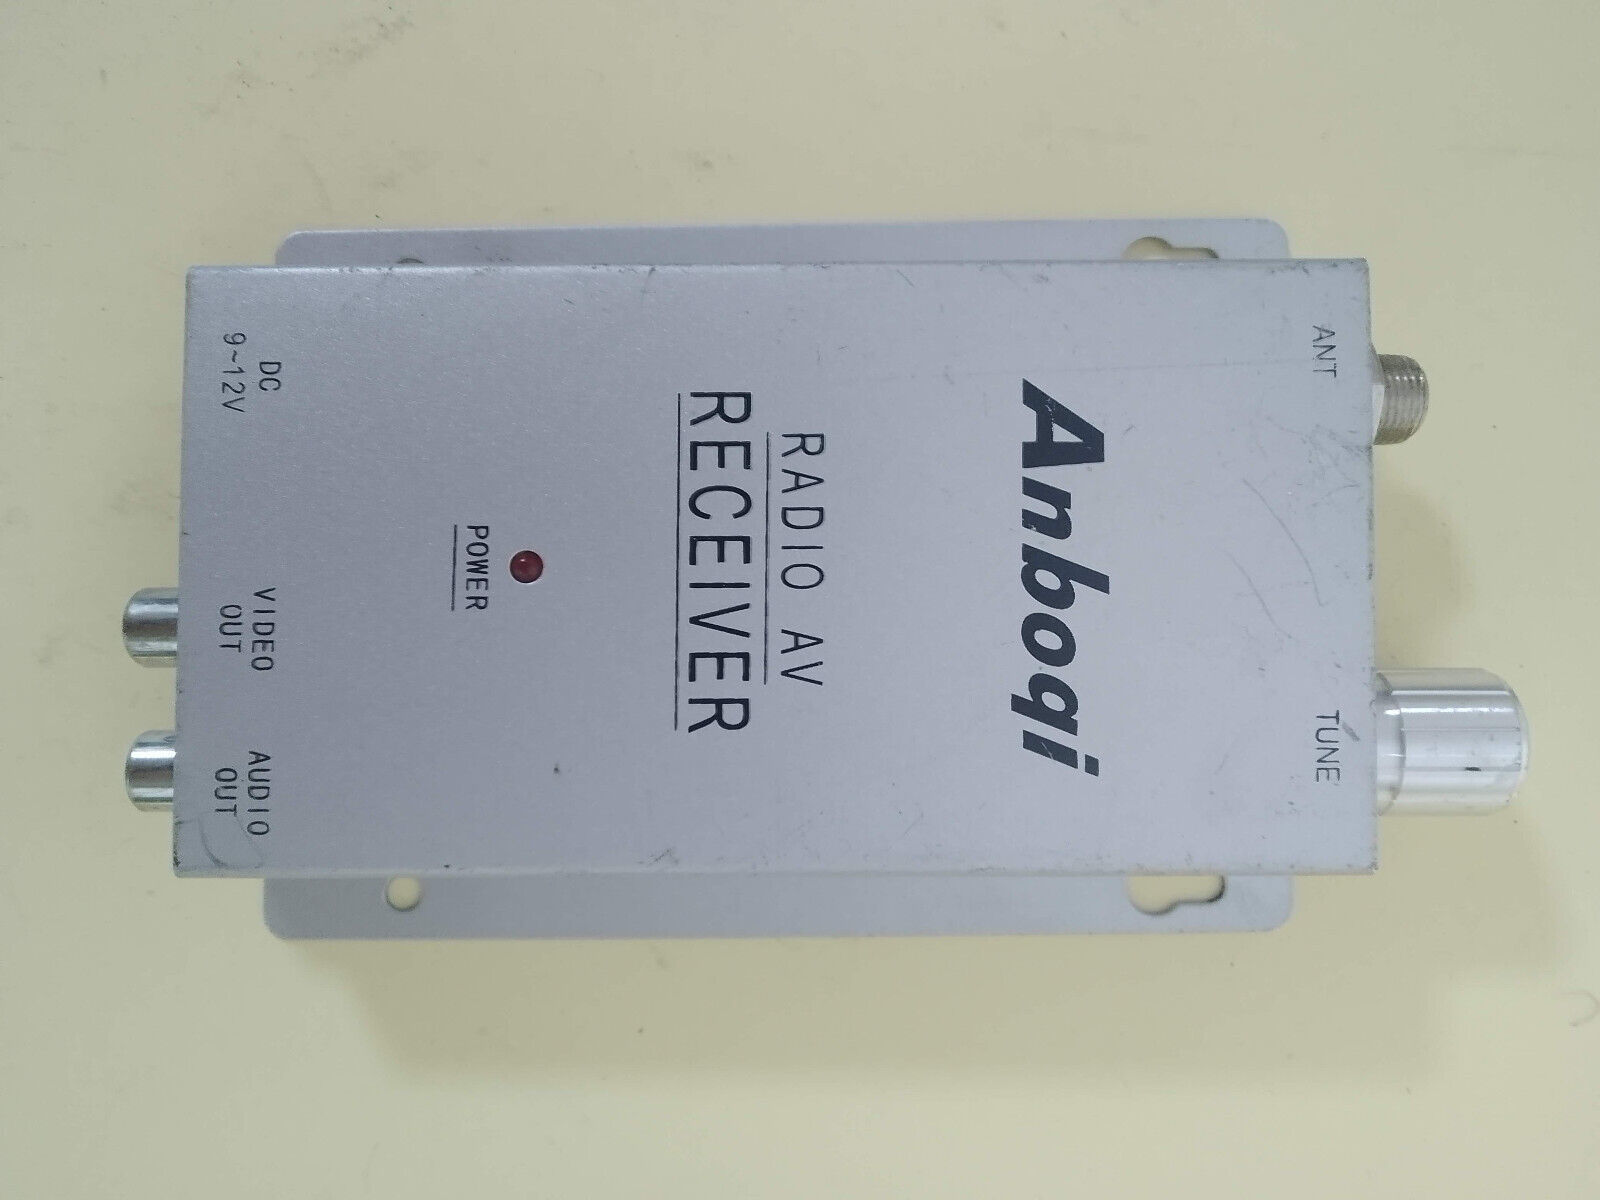 ANT
TUNE
Anboqi
RADIO AV
RECEIVER
POWER
DC
9~12V
VIDEO
OUT
AUDIO
OUT